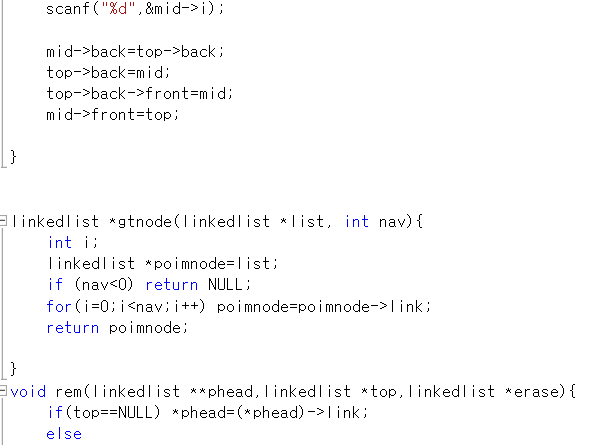 scanf("%d",&mid->i);
mid->back=top->back;
top->back=mid;
top->back->front=mid;
mid->front=top;
}
linkedlist *gtnode(linkedlist *list, int nav){
int i;
linkedlist *poimnode=list;
if (nav<0) return NULL;
for(i=0;i<nav;i++) poimnode=poimnode->link;
return poimnode;
}
void rem(linkedlist **phead,linkedlist *top,linkedlist *erase){
if(top==NULL) *phead=(*phead)->link;
else